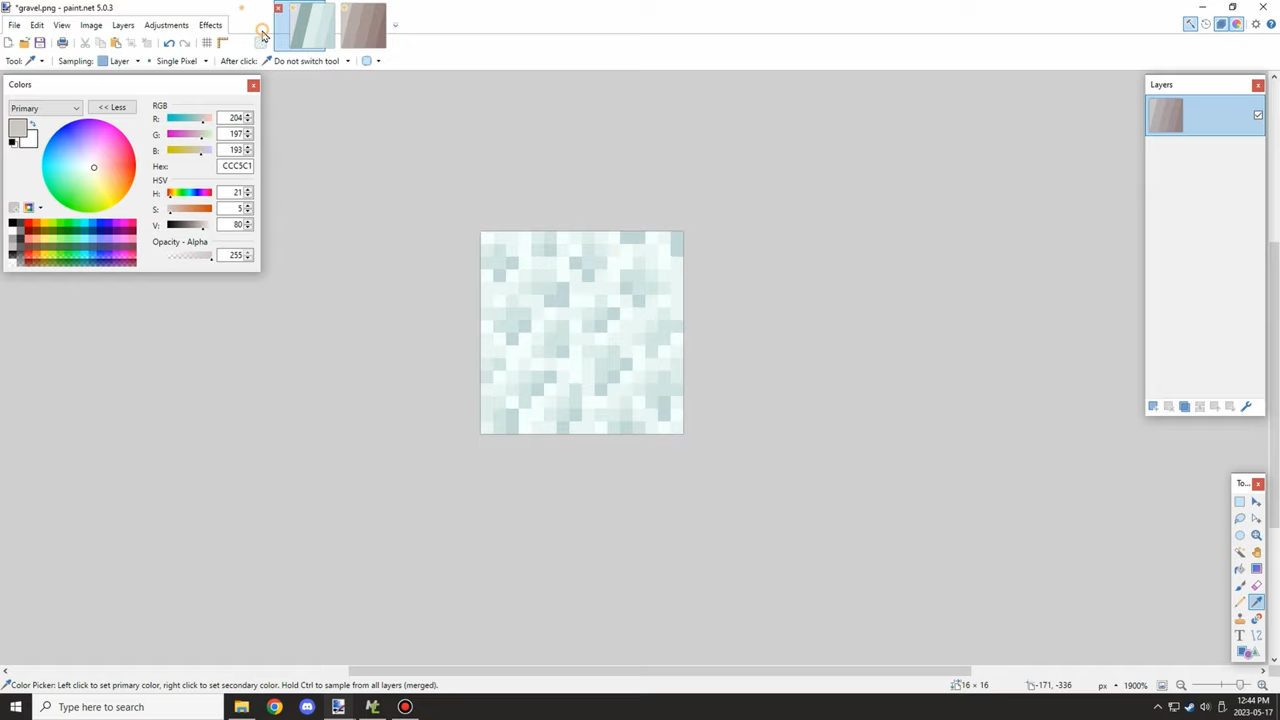 *gravel.png - paint.net 5.0.3
File Edit View Image Layers Adjustments Effects
Tool: Sampling: Layer Single Pixel After click: Do not switch tool
Colors
Primary
<< Less
RGB
R: 204
G: 197
B: 193
Hex: CCC5C1
HSV
H: 21
S: 5
V: 80
Opacity - Alpha
255
Layers
To...
Color Picker: Left click to set primary color, right click to set secondary color. Hold Ctrl to sample from all layers (merged).
16 × 16
-171, -336
px
1900%
Type here to search
12:44 PM
2023-05-17